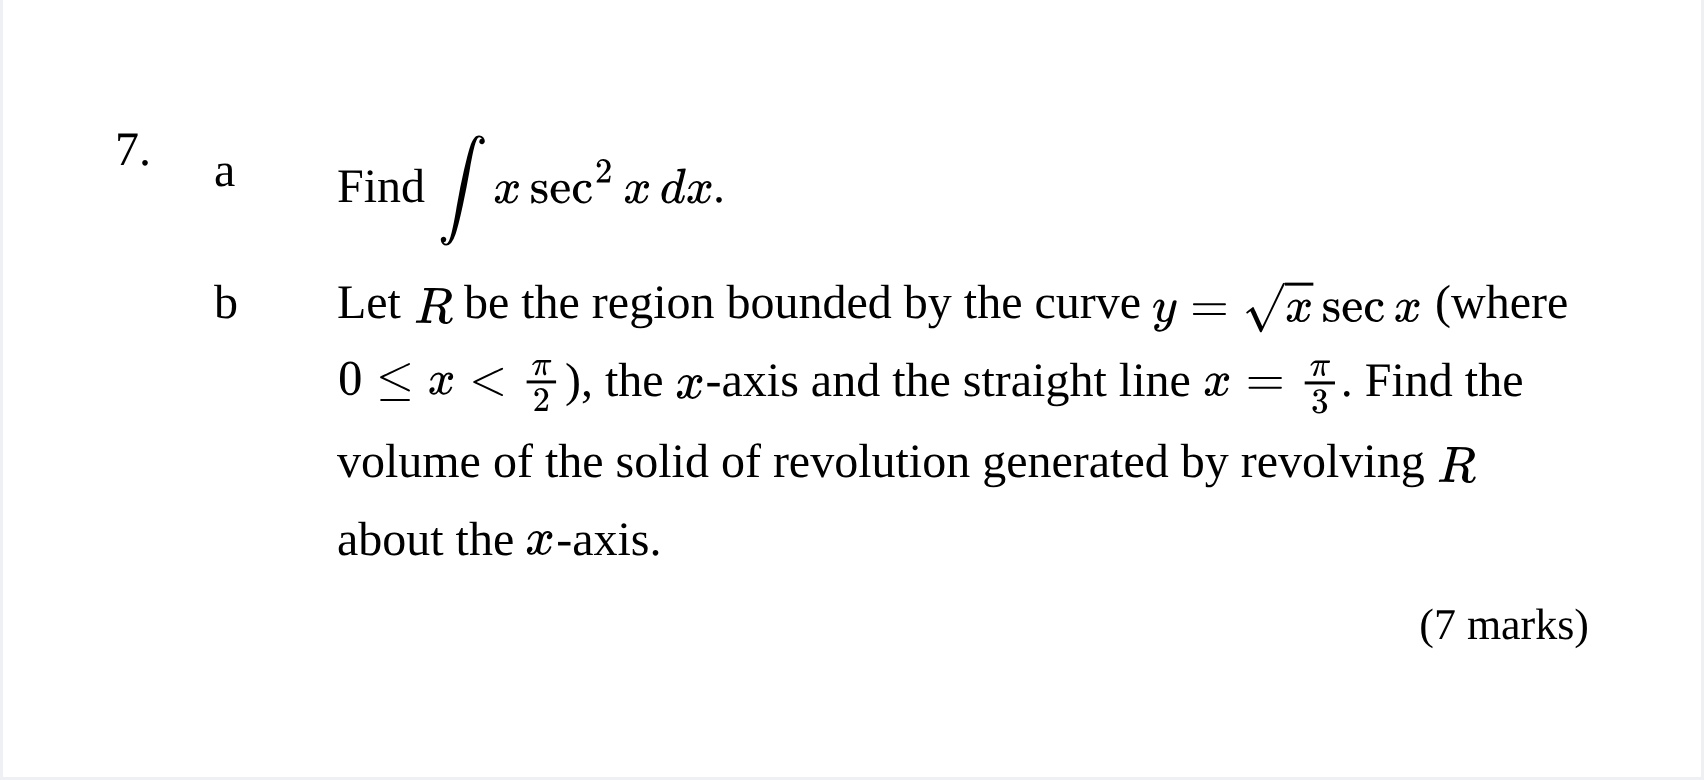 7. a Find ∫ x sec² x dx.
b Let R be the region bounded by the curve y = √x sec x (where
0 ≤ x < π/2), the x-axis and the straight line x = π/3. Find the
volume of the solid of revolution generated by revolving R
about the x-axis.
(7 marks)